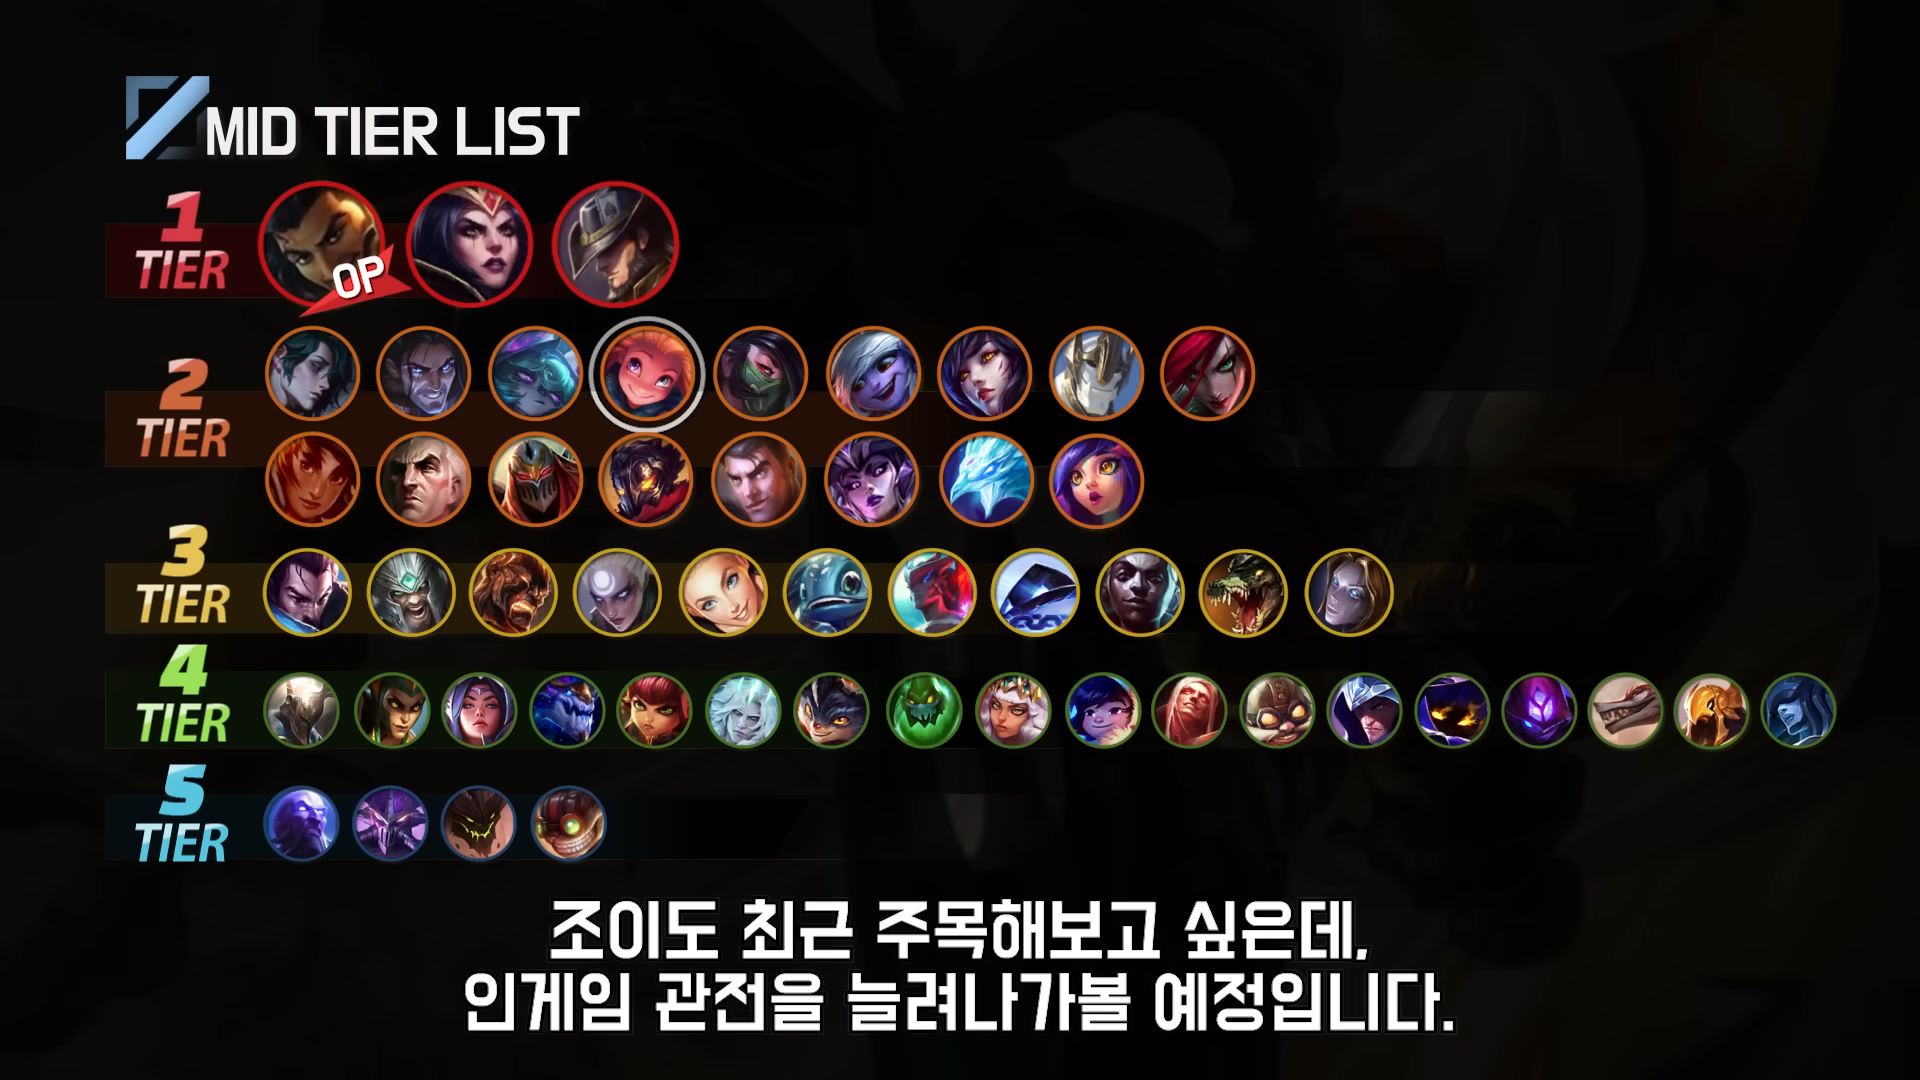 MID TIER LIST
1
TIER
OP
2
TIER
3
TIER
4
TIER
5
TIER
조이도 최근 주목해보고 싶은데,
인게임 관전을 늘려나가볼 예정입니다.